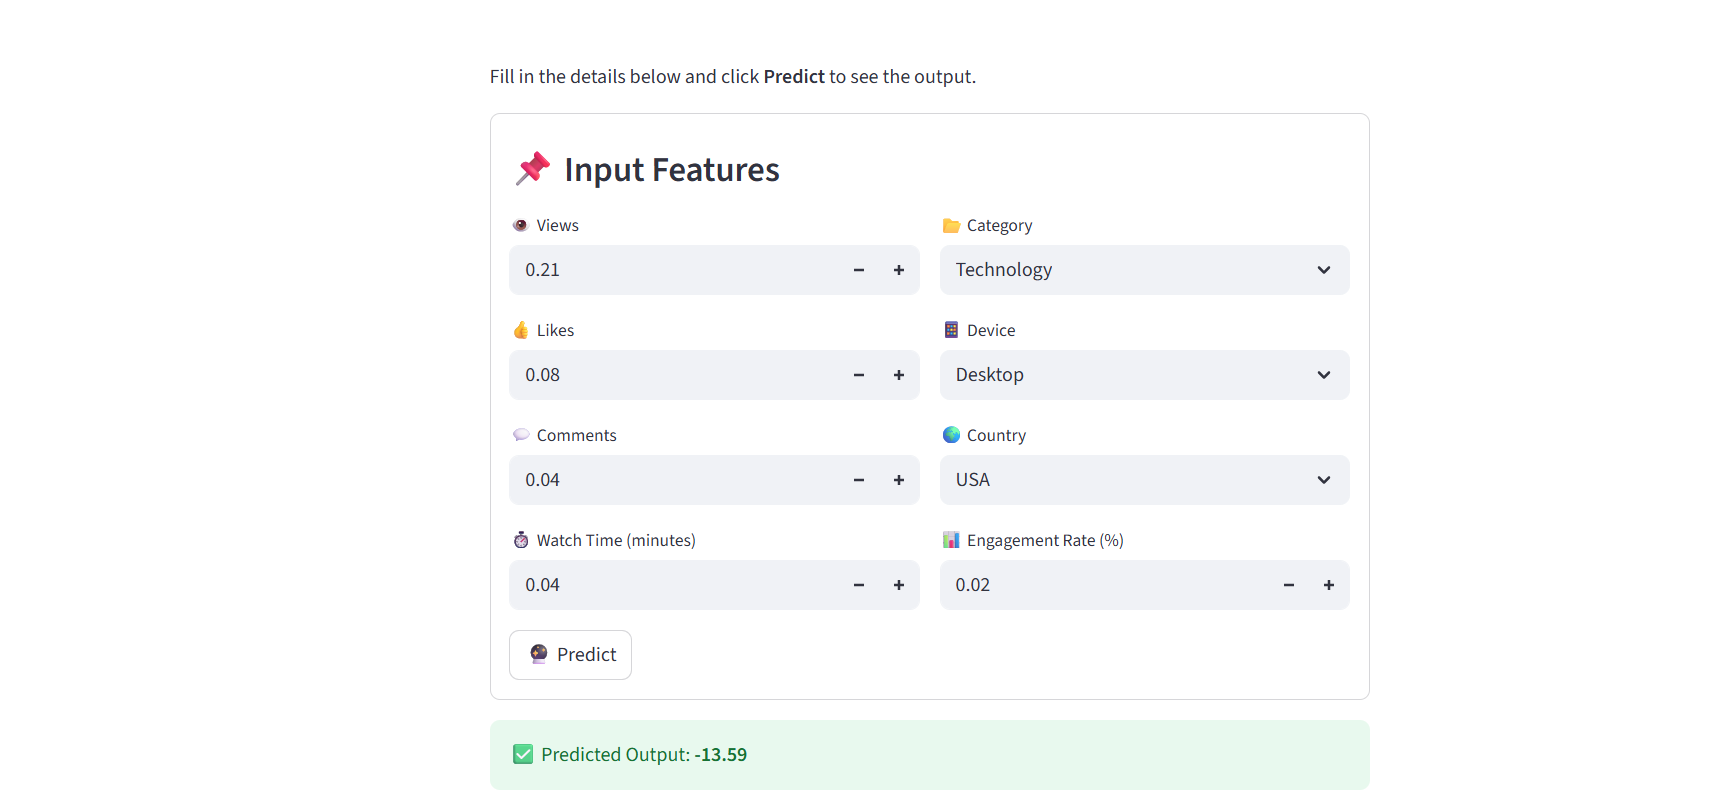 Fill in the details below and click Predict to see the output.
Input Features
Views
0.21
Category
Technology
Likes
0.08
Device
Desktop
Comments
0.04
Country
USA
Watch Time (minutes)
0.04
Engagement Rate (%)
0.02
Predict
Predicted Output: -13.59